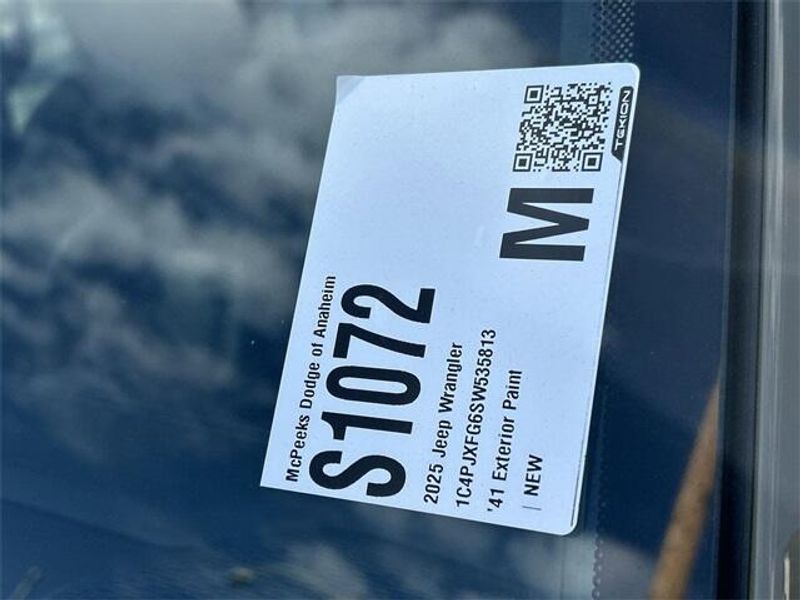 McPeeks Dodge of Anaheim
S1072
2025 Jeep Wrangler
1C4PJXFG6SW535813
'41 Exterior Paint
| NEW
M
TEKION